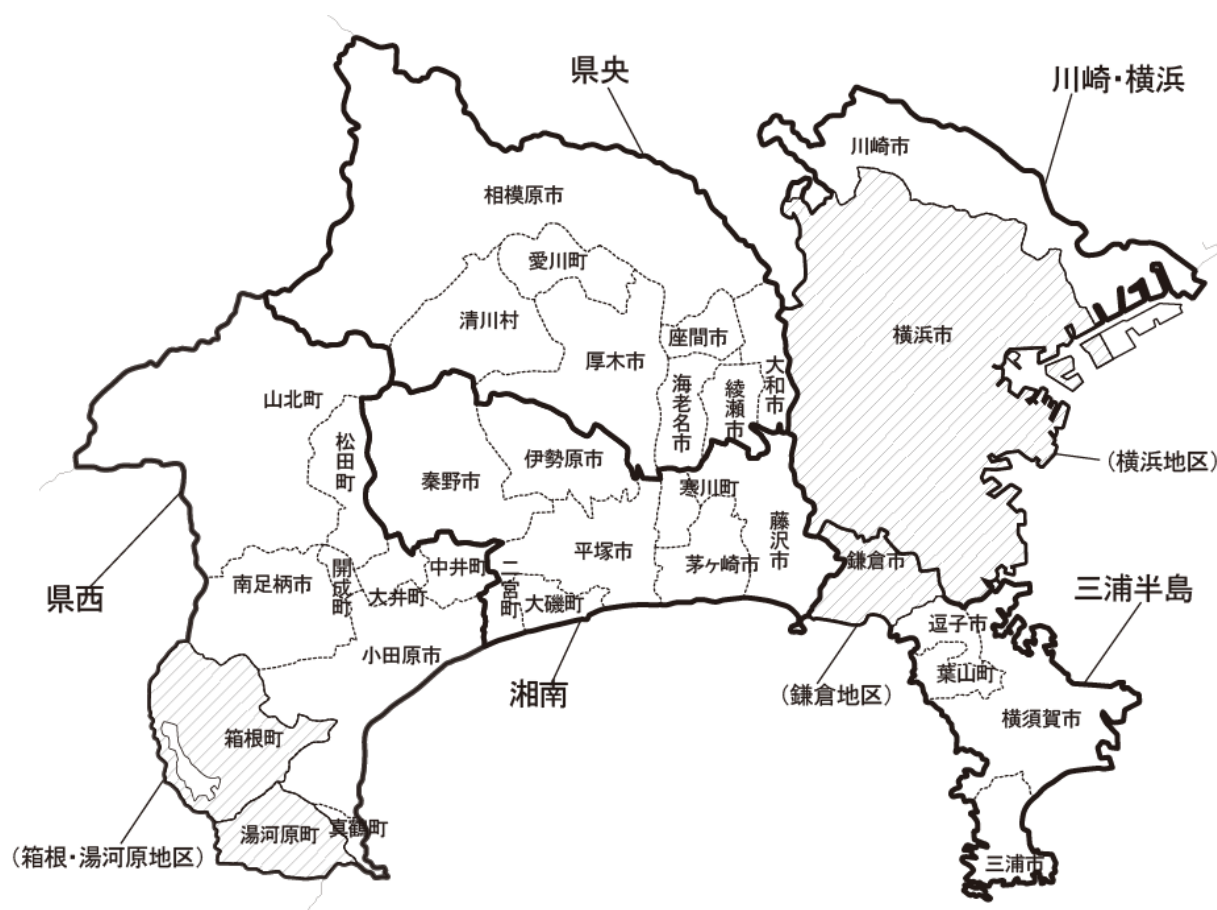 県央
川崎・横浜
川崎市
相模原市
愛川町
清川村
座間市
横浜市
厚木市
大和市
海老名市
綾瀬市
山北町
松田町
伊勢原市
(横浜地区)
秦野市
寒川町
藤沢市
平塚市
鎌倉市
茅ヶ崎市
中井町
二宮町
南足柄市
開成町
大井町
大磯町
県西
三浦半島
逗子市
小田原市
葉山町
湘南
(鎌倉地区)
横須賀市
箱根町
湯河原町
真鶴町
(箱根・湯河原地区)
三浦市